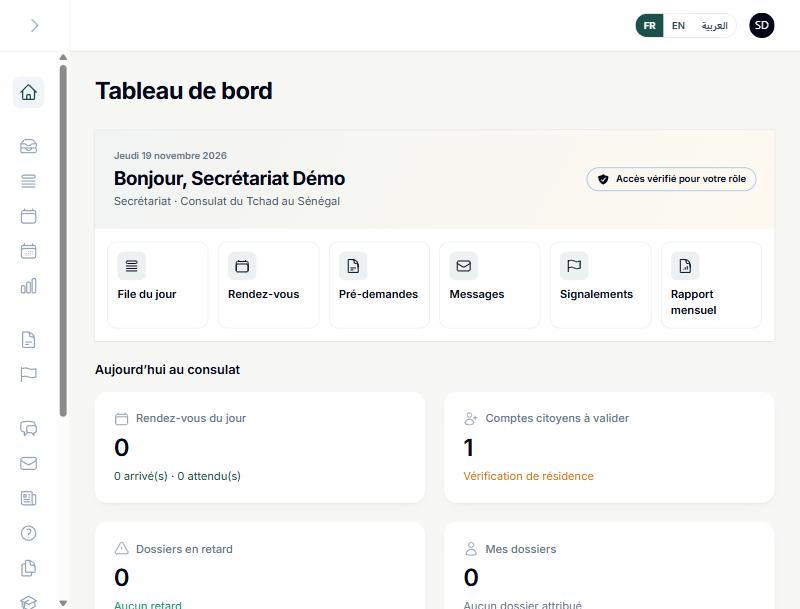 FR EN العربية SD
Tableau de bord
Jeudi 19 novembre 2026
Bonjour, Secrétariat Démo
Secrétariat · Consulat du Tchad au Sénégal
Accès vérifié pour votre rôle
File du jour
Rendez-vous
Pré-demandes
Messages
Signalements
Rapport
mensuel
Aujourd’hui au consulat
Rendez-vous du jour
0
0 arrivé(s) · 0 attendu(s)
Comptes citoyens à valider
1
Vérification de résidence
Dossiers en retard
0
Aucun retard
Mes dossiers
0
Aucun dossier attribué